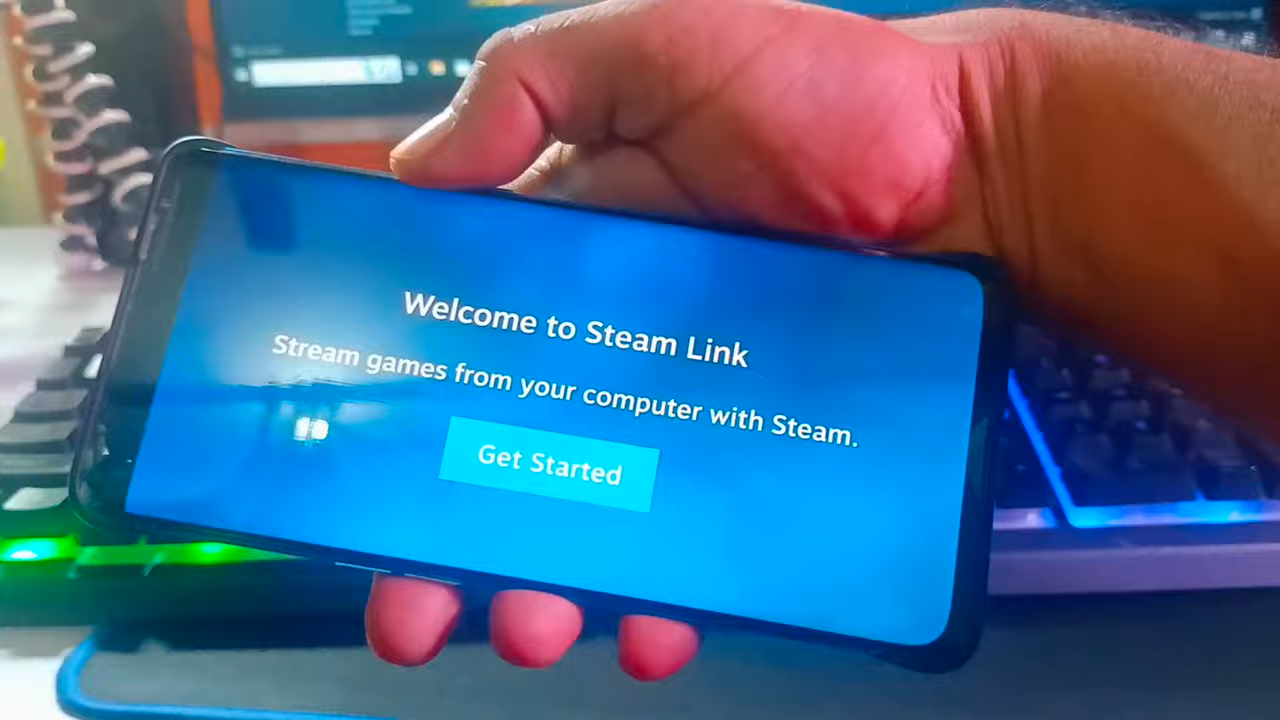 Welcome to Steam Link
Stream games from your computer with Steam.
Get Started